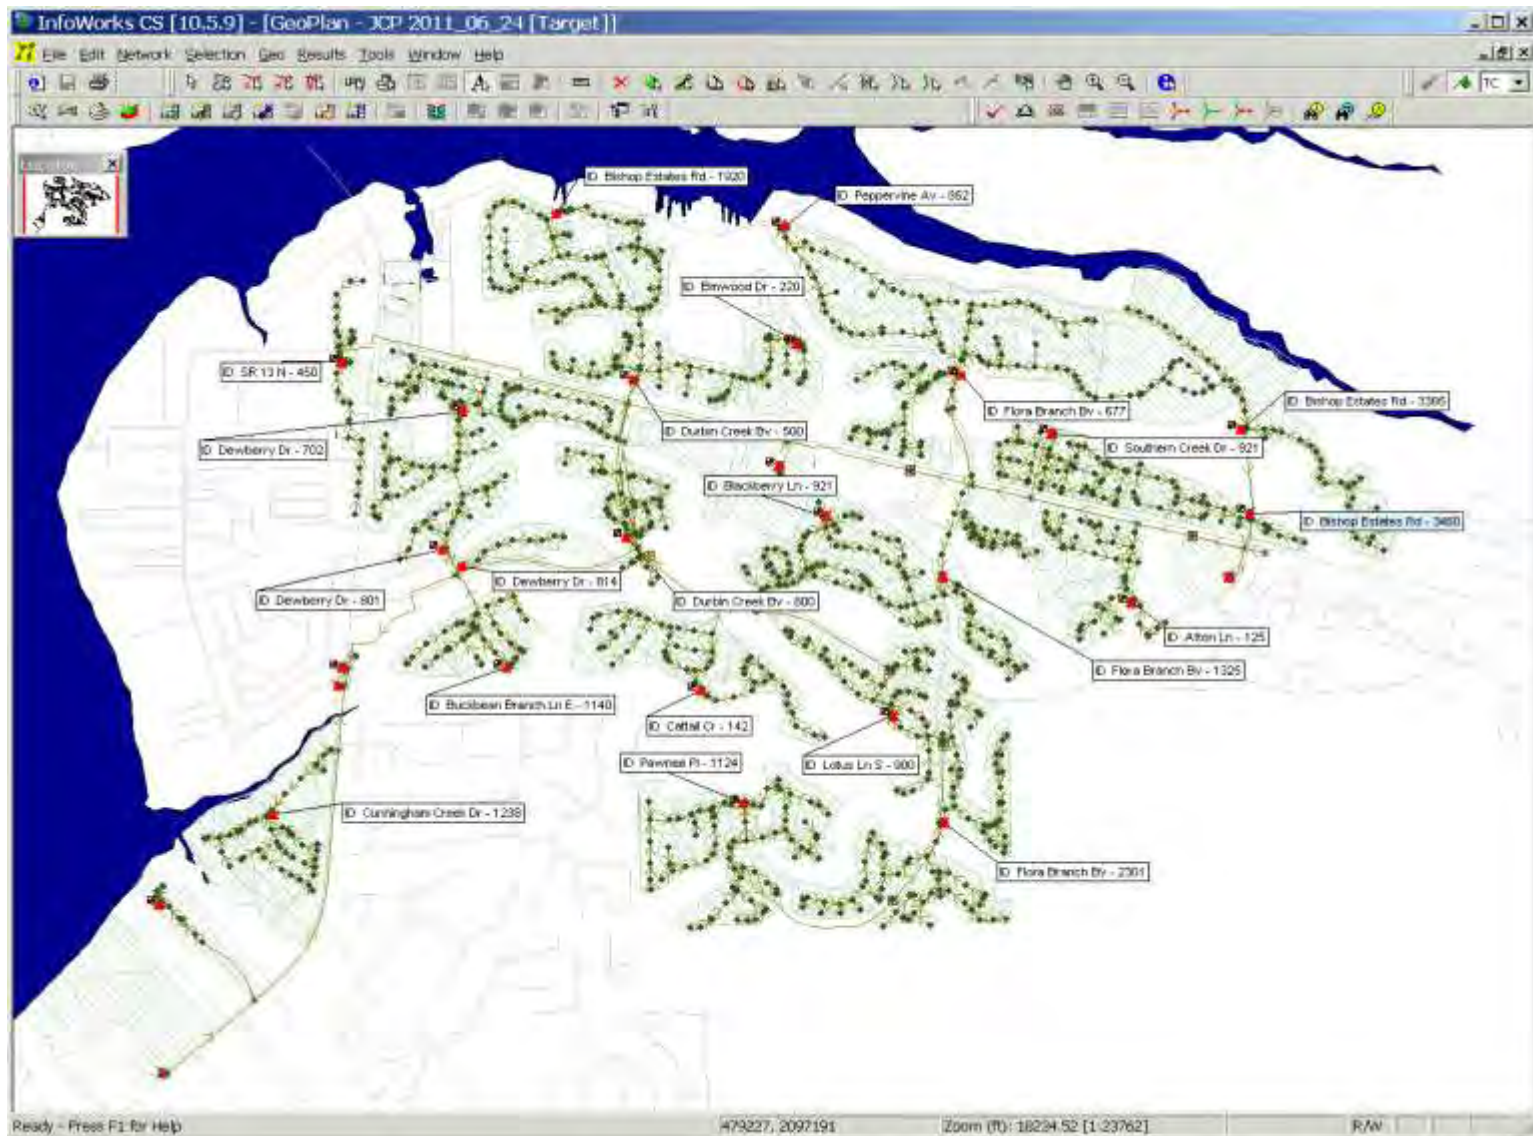 InfoWorks CS [10.5.9] - [GeoPlan - JCP 2011_06_24 [Target]]
File Edit Network Selection Geo Results Tools Window Help
TC
ID Bishop Estates Rd - 1920
ID Peppervine Av - 862
ID Elmwood Dr - 220
ID SR 13 N - 450
ID Bishop Estates Rd - 3305
ID Flora Branch Bv - 677
ID Durbin Creek Bv - 500
ID Southern Creek Dr - 921
ID Dewberry Dr - 702
ID Blackberry Ln - 921
ID Bishop Estates Rd - 3460
ID Dewberry Dr - 814
ID Dewberry Dr - 801
ID Durbin Creek Bv - 800
ID Afton Ln - 125
ID Flora Branch Bv - 1325
ID Buckbean Branch Ln E - 1140
ID Cattail Cr - 142
ID Pawnee Pl - 1124
ID Lotus Ln S - 900
ID Cunningham Creek Dr - 1238
ID Flora Branch Bv - 2301
Ready - Press F1 for Help
479227, 2097191
Zoom (ft): 18234.52 [1:23762]
R/W